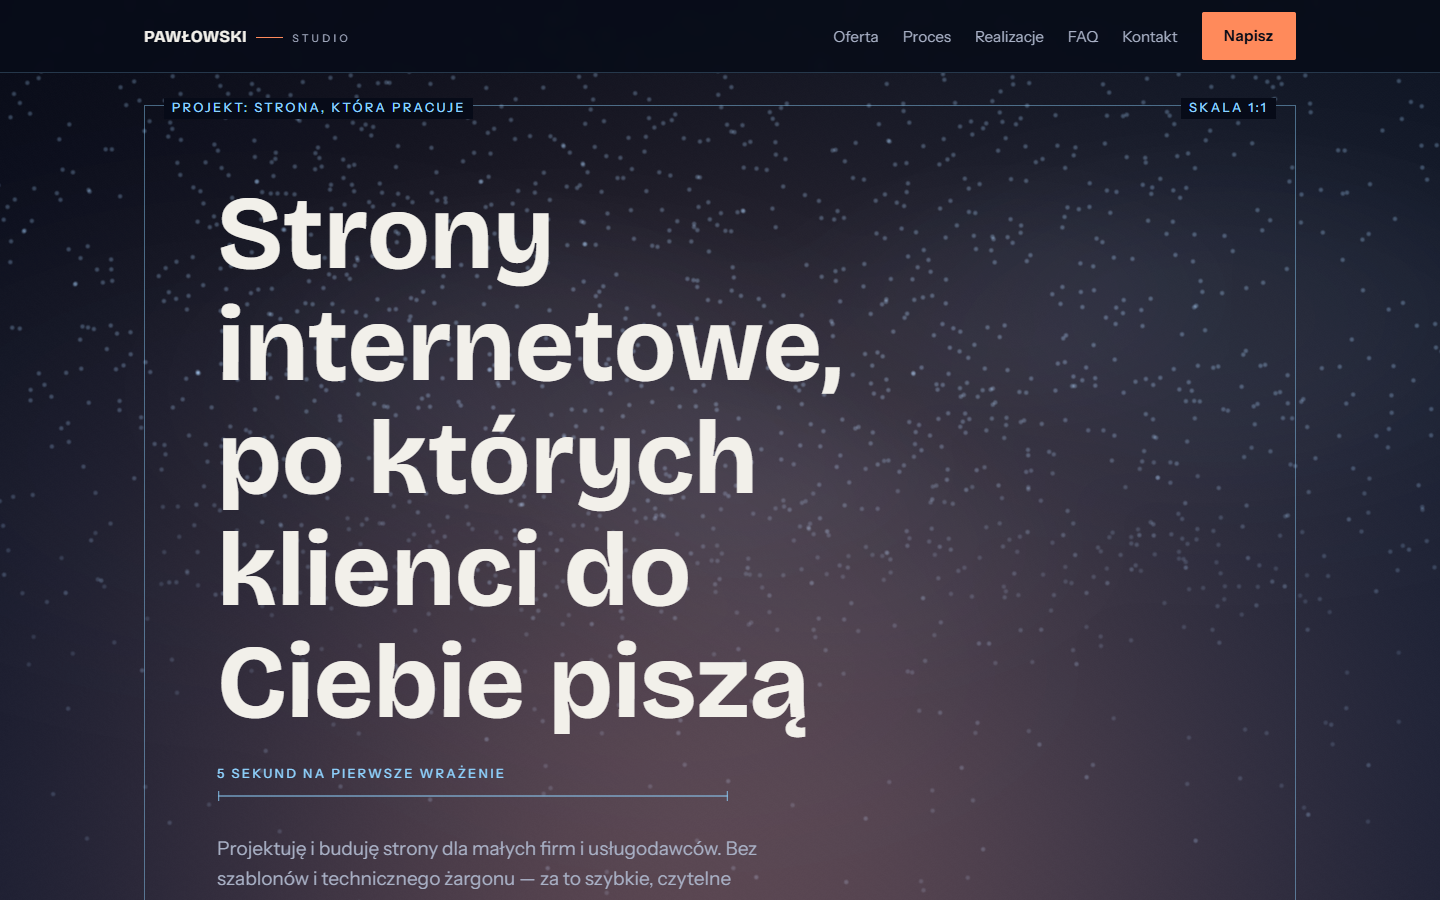 PAWŁOWSKI STUDIO
Oferta Proces Realizacje FAQ Kontakt Napisz
PROJEKT: STRONA, KTÓRA PRACUJE
SKALA 1:1
Strony
internetowe,
po których
klienci do
Ciebie piszą
5 SEKUND NA PIERWSZE WRAŻENIE
Projektuję i buduję strony dla małych firm i usługodawców. Bez
szablonów i technicznego żargonu — za to szybkie, czytelne